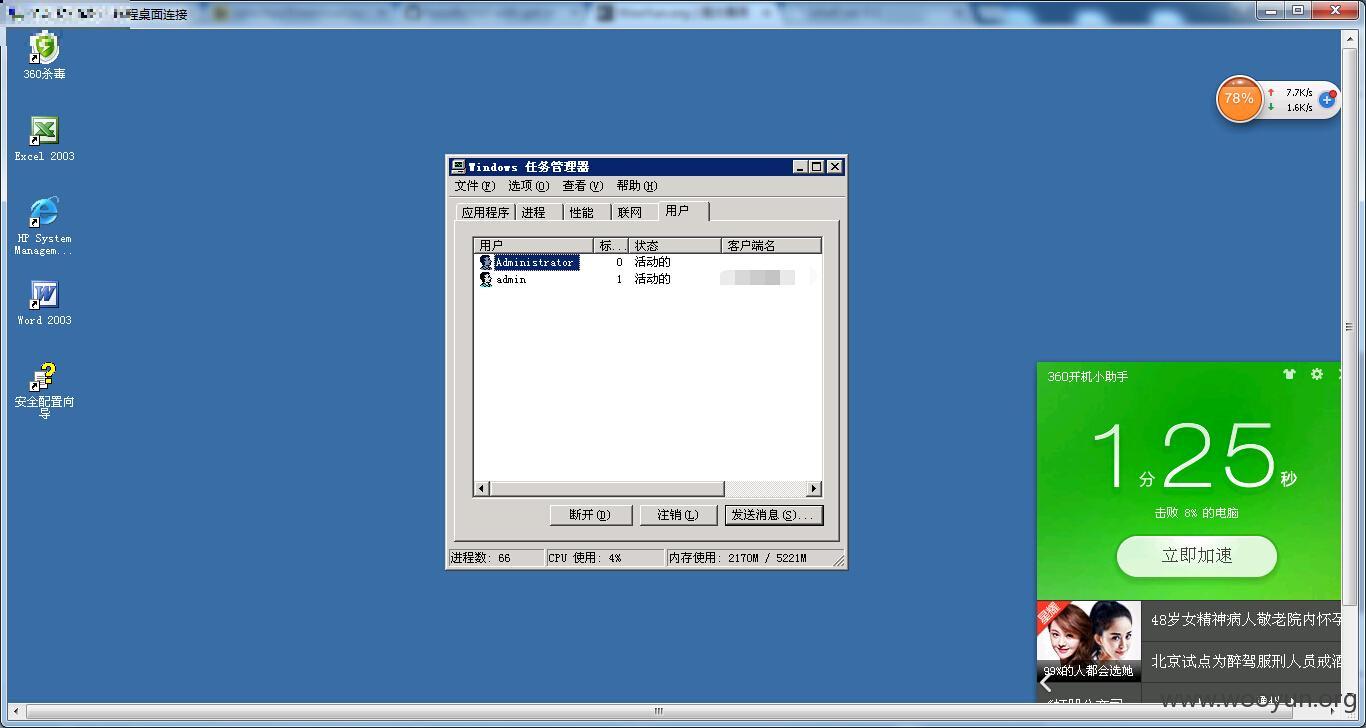 程桌面连接
360杀毒
Excel 2003
HP System
Managem...
Word 2003
安全配置向
导
78%
7.7K/s
1.6K/s
Windows 任务管理器
文件(F) 选项(O) 查看(V) 帮助(H)
应用程序 进程 性能 联网 用户
用户 标... 状态 客户端名
Administrator 0 活动的
admin 1 活动的
断开(D) 注销(L) 发送消息(S)...
进程数: 66 CPU 使用: 4% 内存使用: 2170M / 5221M
360开机小助手
1分25秒
击败 8% 的电脑
立即加速
星耀
99%的人都会选她
48岁女精神病人敬老院内怀孕
北京试点为醉驾服刑人员戒酒
www.wooyun.org